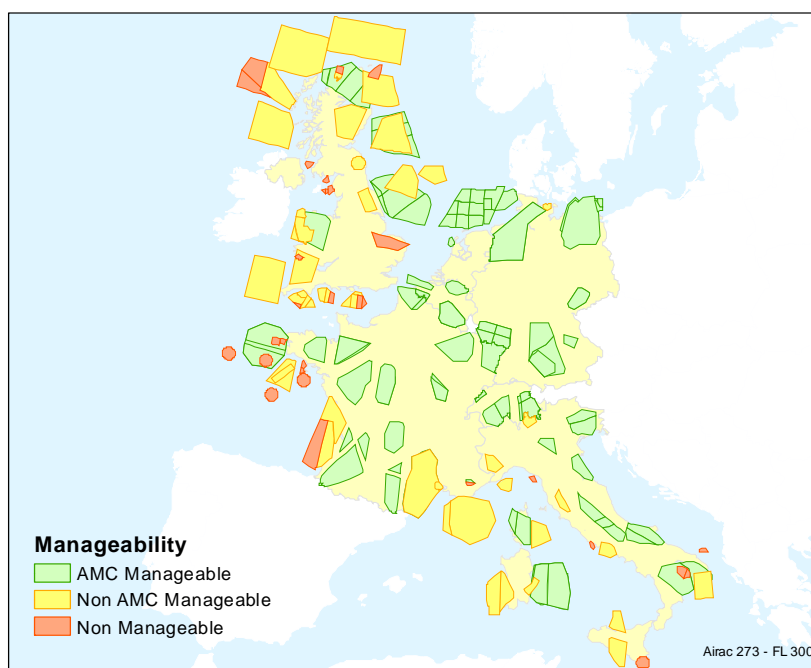 Manageability
AMC Manageable
Non AMC Manageable
Non Manageable
Airac 273 - FL 300